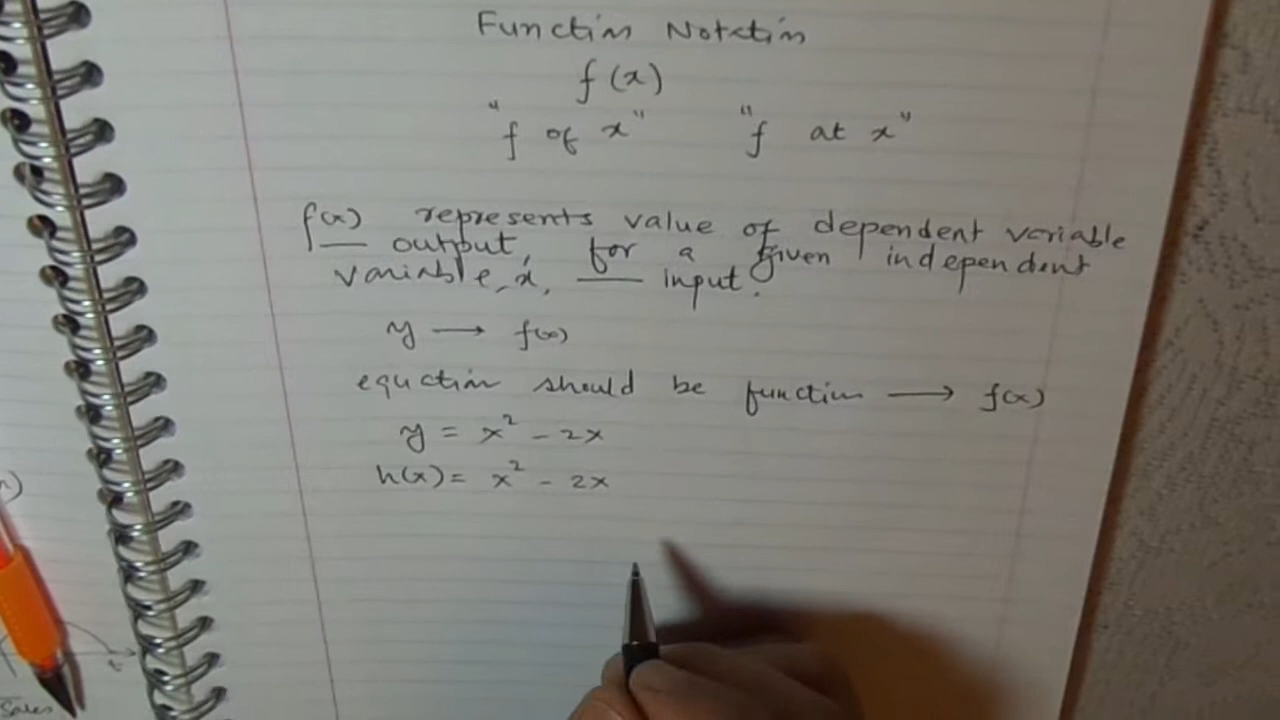 Function Notation
f(x)
"f of x" "f at x"
f(x) represents value of dependent variable
— output, for a given independent
variable, x, — input.
y → f(x)
equation should be function → f(x)
y = x² - 2x
h(x) = x² - 2x
Sales